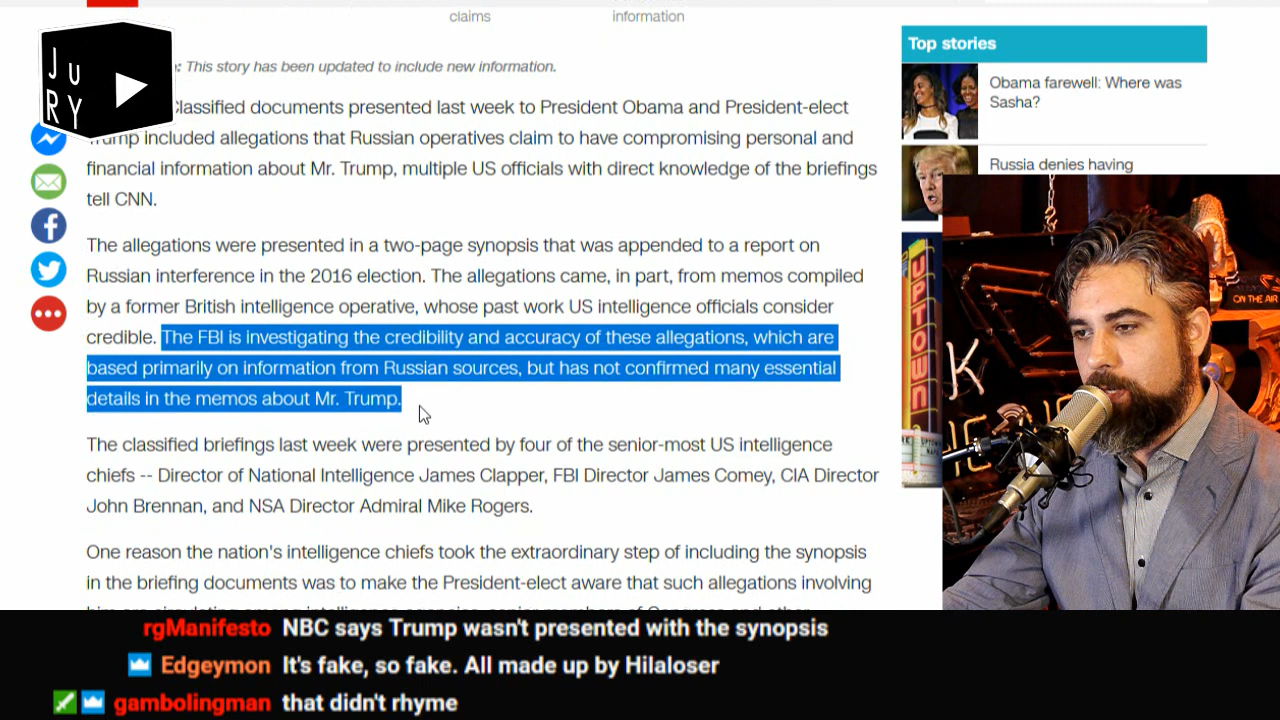 claims
information
This story has been updated to include new information.
Classified documents presented last week to President Obama and President-elect
Trump included allegations that Russian operatives claim to have compromising personal and
financial information about Mr. Trump, multiple US officials with direct knowledge of the briefings
tell CNN.
The allegations were presented in a two-page synopsis that was appended to a report on
Russian interference in the 2016 election. The allegations came, in part, from memos compiled
by a former British intelligence operative, whose past work US intelligence officials consider
credible. The FBI is investigating the credibility and accuracy of these allegations, which are
based primarily on information from Russian sources, but has not confirmed many essential
details in the memos about Mr. Trump.
The classified briefings last week were presented by four of the senior-most US intelligence
chiefs -- Director of National Intelligence James Clapper, FBI Director James Comey, CIA Director
John Brennan, and NSA Director Admiral Mike Rogers.
One reason the nation's intelligence chiefs took the extraordinary step of including the synopsis
in the briefing documents was to make the President-elect aware that such allegations involving
JURY
Top stories
Obama farewell: Where was
Sasha?
Russia denies having
UPTOWN
ON THE AIR
rgManifesto NBC says Trump wasn't presented with the synopsis
Edgeymon It's fake, so fake. All made up by Hilaloser
gambolingman that didn't rhyme